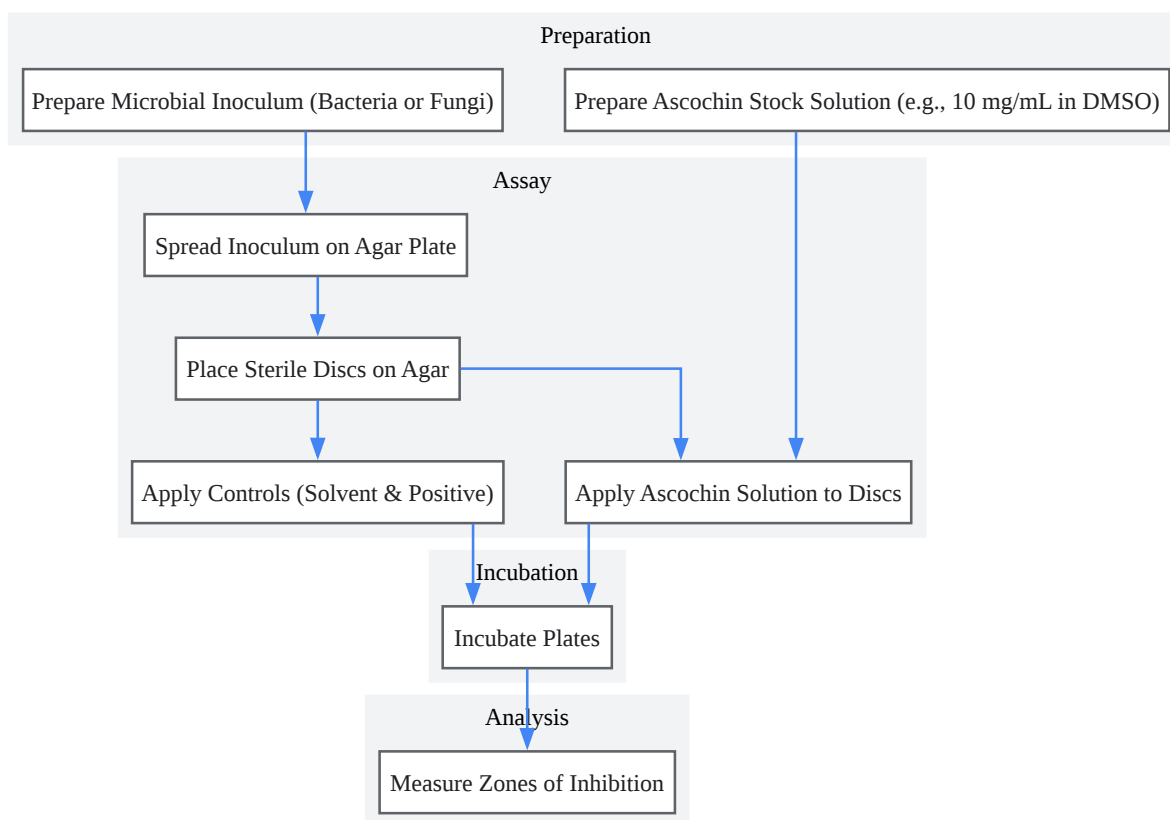 Preparation
Prepare Microbial Inoculum (Bacteria or Fungi)
Prepare Ascochin Stock Solution (e.g., 10 mg/mL in DMSO)
Assay
Spread Inoculum on Agar Plate
Place Sterile Discs on Agar
Apply Controls (Solvent & Positive)
Apply Ascochin Solution to Discs
Incubation
Incubate Plates
Analysis
Measure Zones of Inhibition